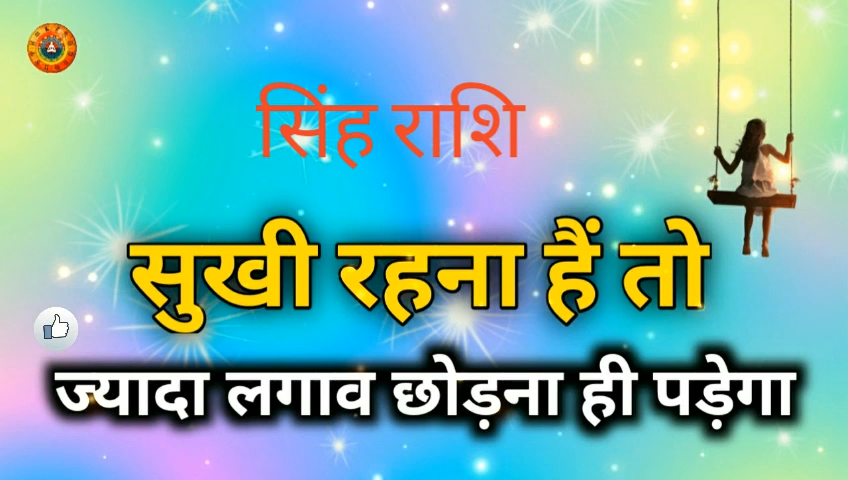 सिंह राशि
सुखी रहना हैं तो
ज्यादा लगाव छोड़ना ही पड़ेगा